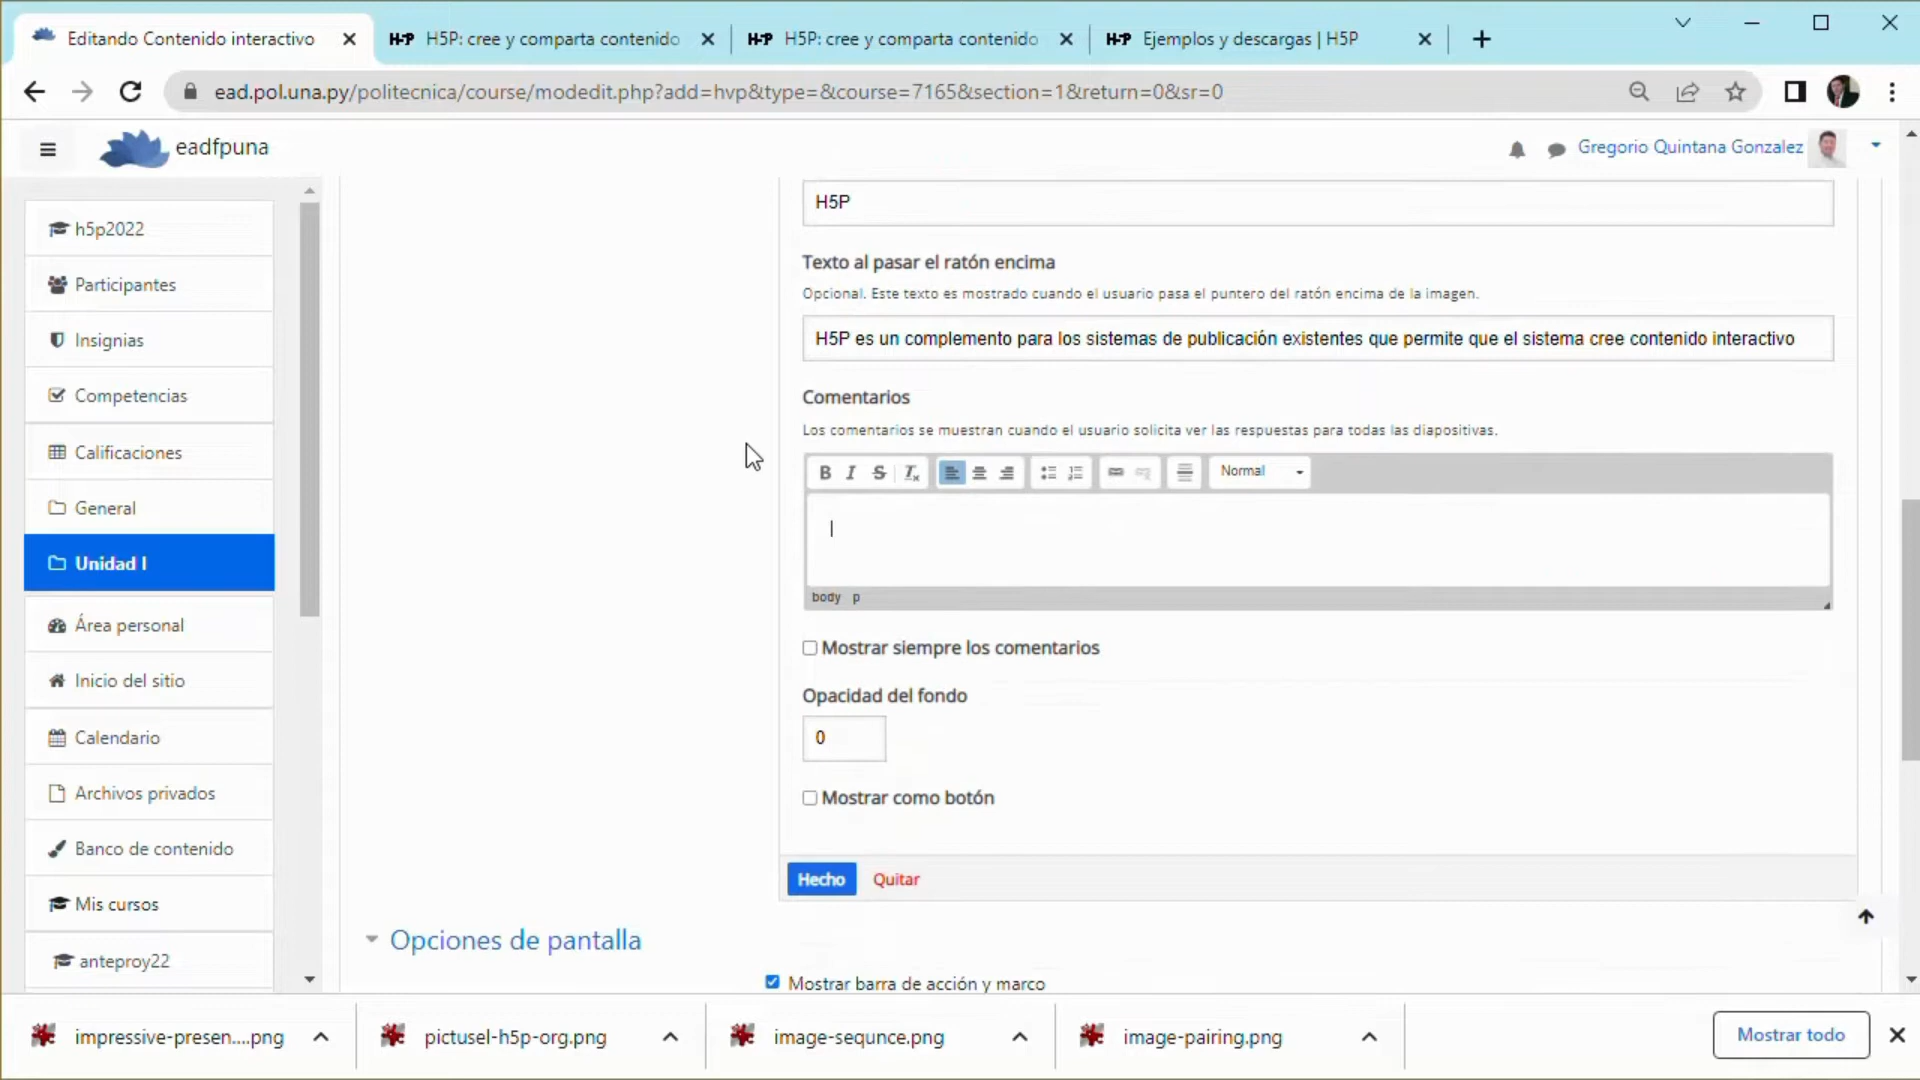 Editando Contenido interactivo
H-P H5P: cree y comparta contenido
H-P H5P: cree y comparta contenido
H-P Ejemplos y descargas | H5P
ead.pol.una.py/politecnica/course/modedit.php?add=hvp&type=&course=7165&section=1&return=0&sr=0
eadfpuna
Gregorio Quintana Gonzalez
h5p2022
Participantes
Insignias
Competencias
Calificaciones
General
Unidad I
Área personal
Inicio del sitio
Calendario
Archivos privados
Banco de contenido
Mis cursos
anteproy22
H5P
Texto al pasar el ratón encima
Opcional. Este texto es mostrado cuando el usuario pasa el puntero del ratón encima de la imagen.
H5P es un complemento para los sistemas de publicación existentes que permite que el sistema cree contenido interactivo
Comentarios
Los comentarios se muestran cuando el usuario solicita ver las respuestas para todas las diapositivas.
B I S Tx Normal
body p
Mostrar siempre los comentarios
Opacidad del fondo
0
Mostrar como botón
Hecho Quitar
Opciones de pantalla
Mostrar barra de acción y marco
impressive-presen....png
pictusel-h5p-org.png
image-sequnce.png
image-pairing.png
Mostrar todo